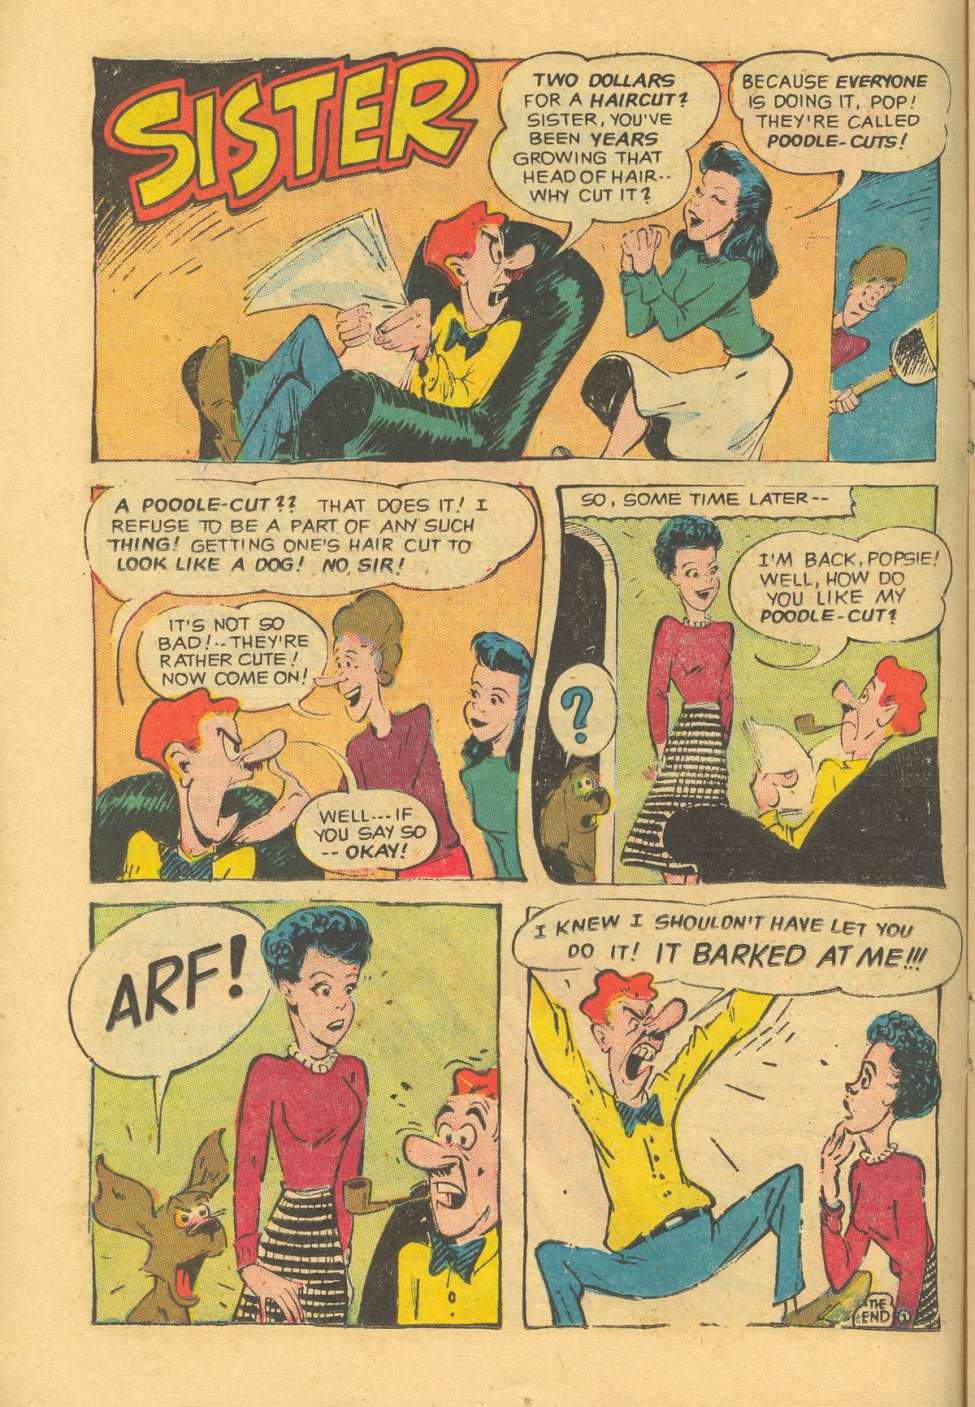 SISTER
TWO DOLLARS
FOR A HAIRCUT?
SISTER, YOU'VE
BEEN YEARS
GROWING THAT
HEAD OF HAIR--
WHY CUT IT?
BECAUSE EVERYONE
IS DOING IT, POP!
THEY'RE CALLED
POODLE-CUTS!
A POODLE-CUT?? THAT DOES IT! I
REFUSE TO BE A PART OF ANY SUCH
THING! GETTING ONE'S HAIR CUT TO
LOOK LIKE A DOG! NO, SIR!
IT'S NOT SO
BAD!--THEY'RE
RATHER CUTE!
NOW COME ON!
WELL---IF
YOU SAY SO
--OKAY!
SO, SOME TIME LATER--
I'M BACK, POPSIE!
WELL, HOW DO
YOU LIKE MY
POODLE-CUT?
?
ARF!
I KNEW I SHOULDN'T HAVE LET YOU
DO IT! IT BARKED AT ME!!!
THE
END